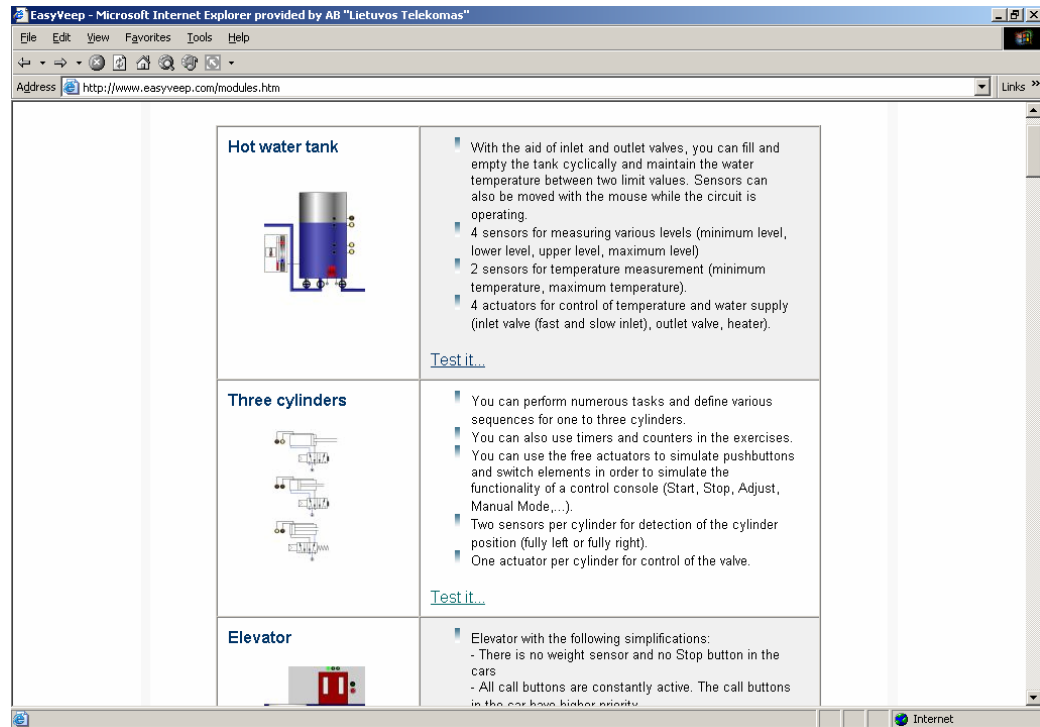 EasyVeep - Microsoft Internet Explorer provided by AB "Lietuvos Telekomas"
File Edit View Favorites Tools Help
Address http://www.easyveep.com/modules.htm Links »
Hot water tank
With the aid of inlet and outlet valves, you can fill and
empty the tank cyclically and maintain the water
temperature between two limit values. Sensors can
also be moved with the mouse while the circuit is
operating.
4 sensors for measuring various levels (minimum level,
lower level, upper level, maximum level)
2 sensors for temperature measurement (minimum
temperature, maximum temperature).
4 actuators for control of temperature and water supply
(inlet valve (fast and slow inlet), outlet valve, heater).
Test it...
Three cylinders
You can perform numerous tasks and define various
sequences for one to three cylinders.
You can also use timers and counters in the exercises.
You can use the free actuators to simulate pushbuttons
and switch elements in order to simulate the
functionality of a control console (Start, Stop, Adjust,
Manual Mode,...).
Two sensors per cylinder for detection of the cylinder
position (fully left or fully right).
One actuator per cylinder for control of the valve.
Test it...
Elevator
Elevator with the following simplifications:
- There is no weight sensor and no Stop button in the
cars
- All call buttons are constantly active. The call buttons
in the car have higher priority
Internet